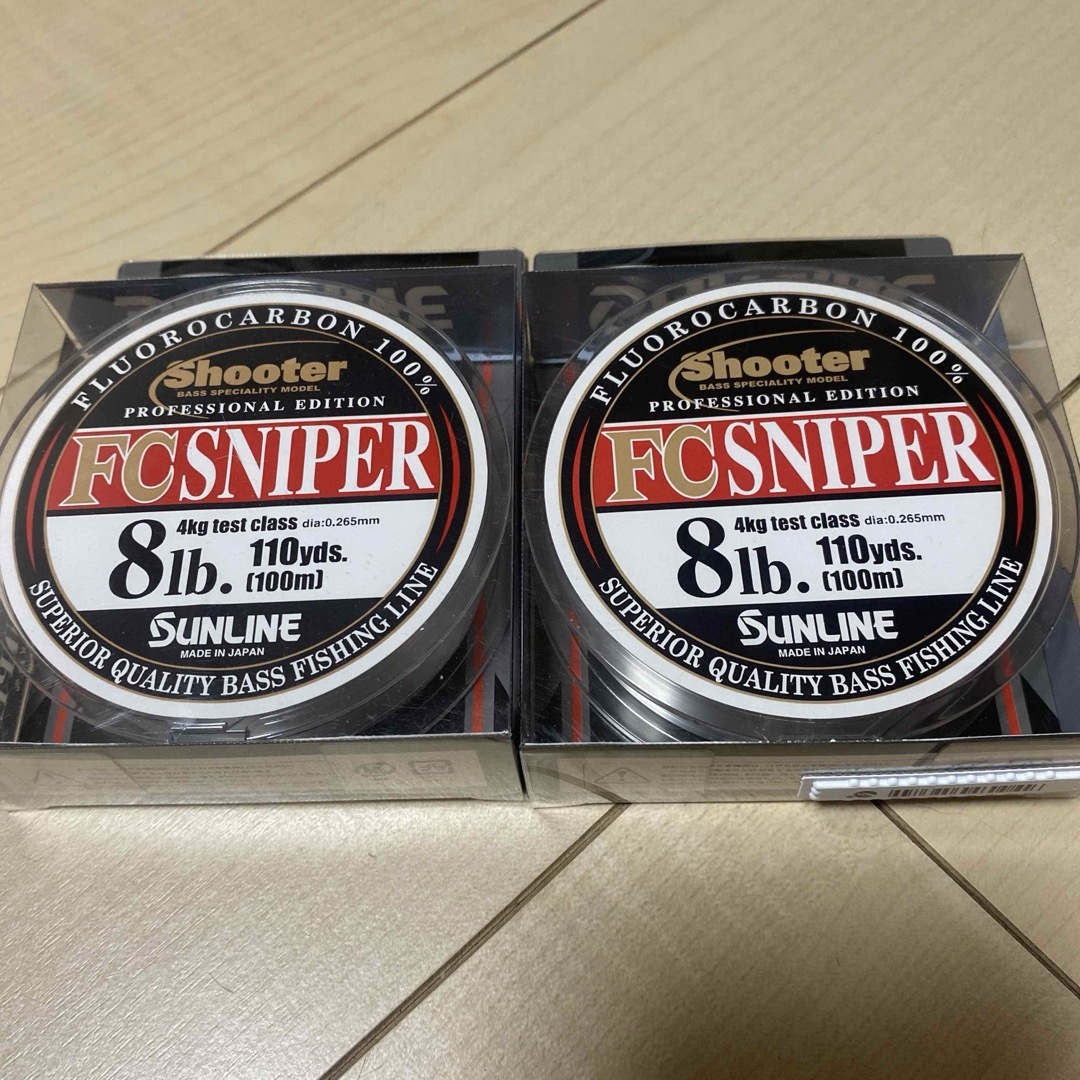 FLUOROCARBON 100%
Shooter
BASS SPECIALITY MODEL
PROFESSIONAL EDITION
FC SNIPER
4kg test class dia:0.265mm
8lb. 110yds.
(100m)
SUNLINE
MADE IN JAPAN
SUPERIOR QUALITY BASS FISHING LINE
FLUOROCARBON 100%
Shooter
BASS SPECIALITY MODEL
PROFESSIONAL EDITION
FC SNIPER
4kg test class dia:0.265mm
8lb. 110yds.
(100m)
SUNLINE
MADE IN JAPAN
SUPERIOR QUALITY BASS FISHING LINE